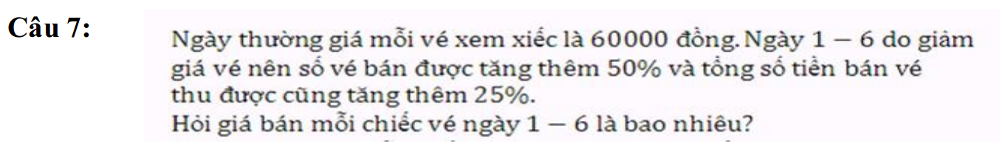 Câu 7:
Ngày thường giá mỗi vé xem xiếc là 60000 đồng. Ngày 1 – 6 do giảm
giá vé nên số vé bán được tăng thêm 50% và tổng số tiền bán vé
thu được cũng tăng thêm 25%.
Hỏi giá bán mỗi chiếc vé ngày 1 – 6 là bao nhiêu?